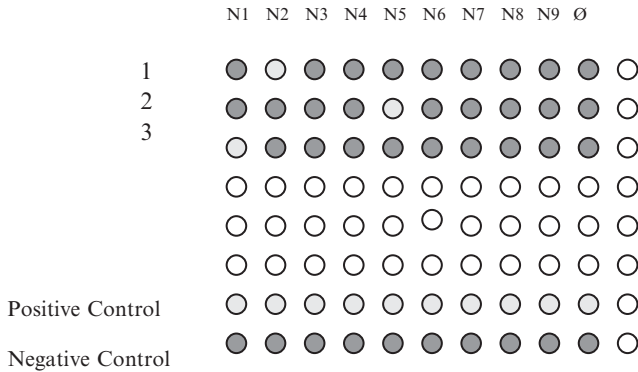 N1 N2 N3 N4 N5 N6 N7 N8 N9 Ø
1
2
3
Positive Control
Negative Control